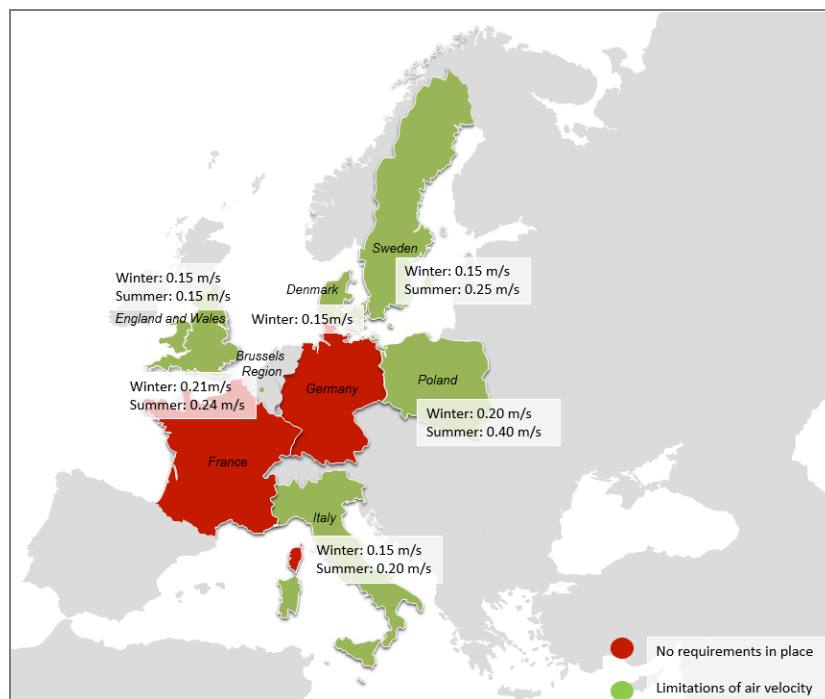 Sweden
Winter: 0.15 m/s
Summer: 0.25 m/s
Winter: 0.15 m/s
Summer: 0.15 m/s
England and Wales
Denmark
Winter: 0.15m/s
Brussels
Region
Winter: 0.21m/s
Summer: 0.24 m/s
Germany
Poland
Winter: 0.20 m/s
Summer: 0.40 m/s
France
Italy
Winter: 0.15 m/s
Summer: 0.20 m/s
No requirements in place
Limitations of air velocity